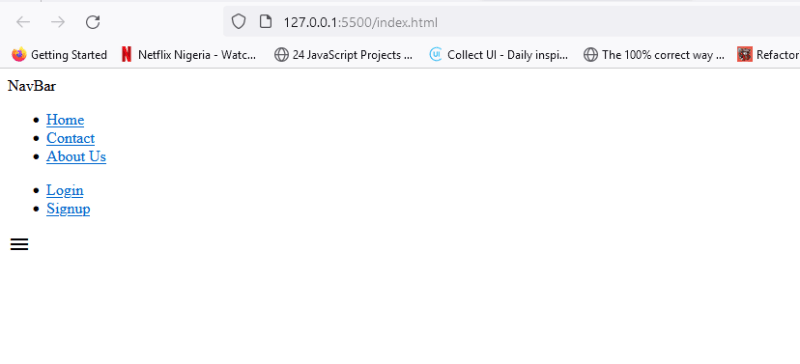 127.0.0.1:5500/index.html
Getting Started Netflix Nigeria - Watc... 24 JavaScript Projects ... Collect UI - Daily inspi... The 100% correct way ... Refactor
NavBar
Home
Contact
About Us
Login
Signup